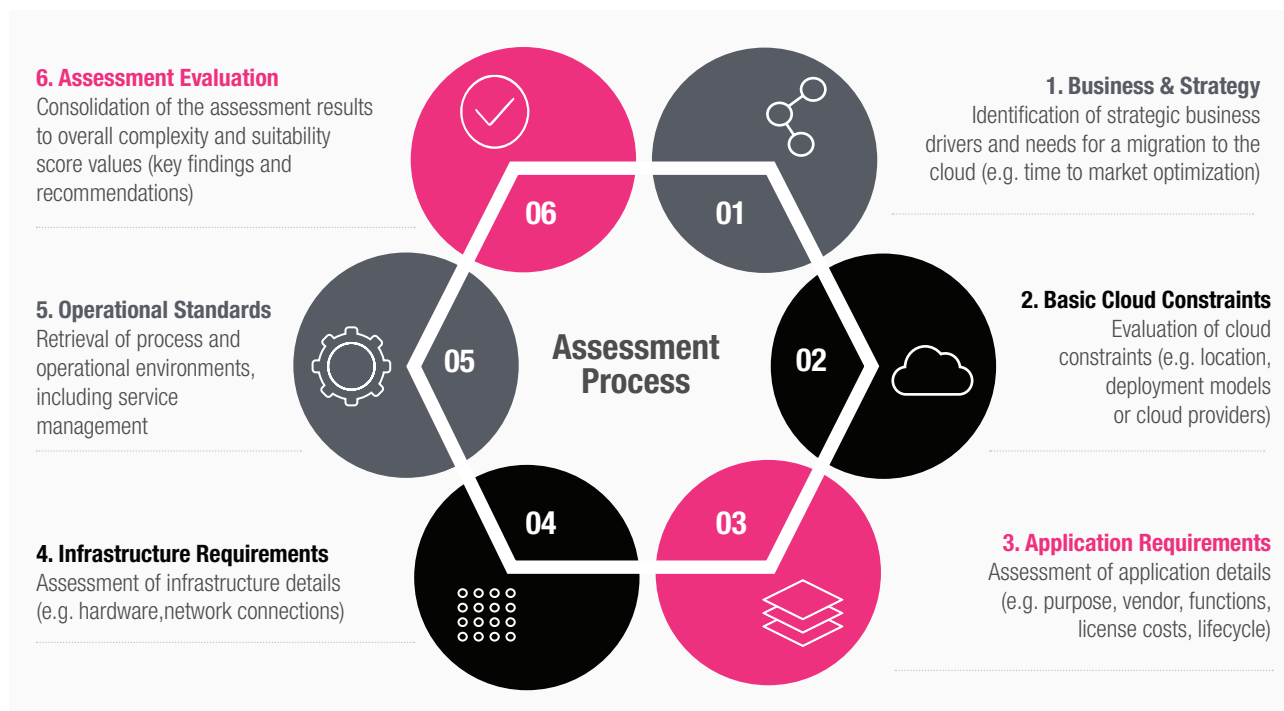 6. Assessment Evaluation
Consolidation of the assessment results
to overall complexity and suitability
score values (key findings and
recommendations)
1. Business & Strategy
Identification of strategic business
drivers and needs for a migration to the
cloud (e.g. time to market optimization)
06
01
5. Operational Standards
Retrieval of process and
operational environments,
including service
management
05
Assessment
Process
02
2. Basic Cloud Constraints
Evaluation of cloud
constraints (e.g. location,
deployment models
or cloud providers)
04
03
4. Infrastructure Requirements
Assessment of infrastructure details
(e.g. hardware,network connections)
3. Application Requirements
Assessment of application details
(e.g. purpose, vendor, functions,
license costs, lifecycle)